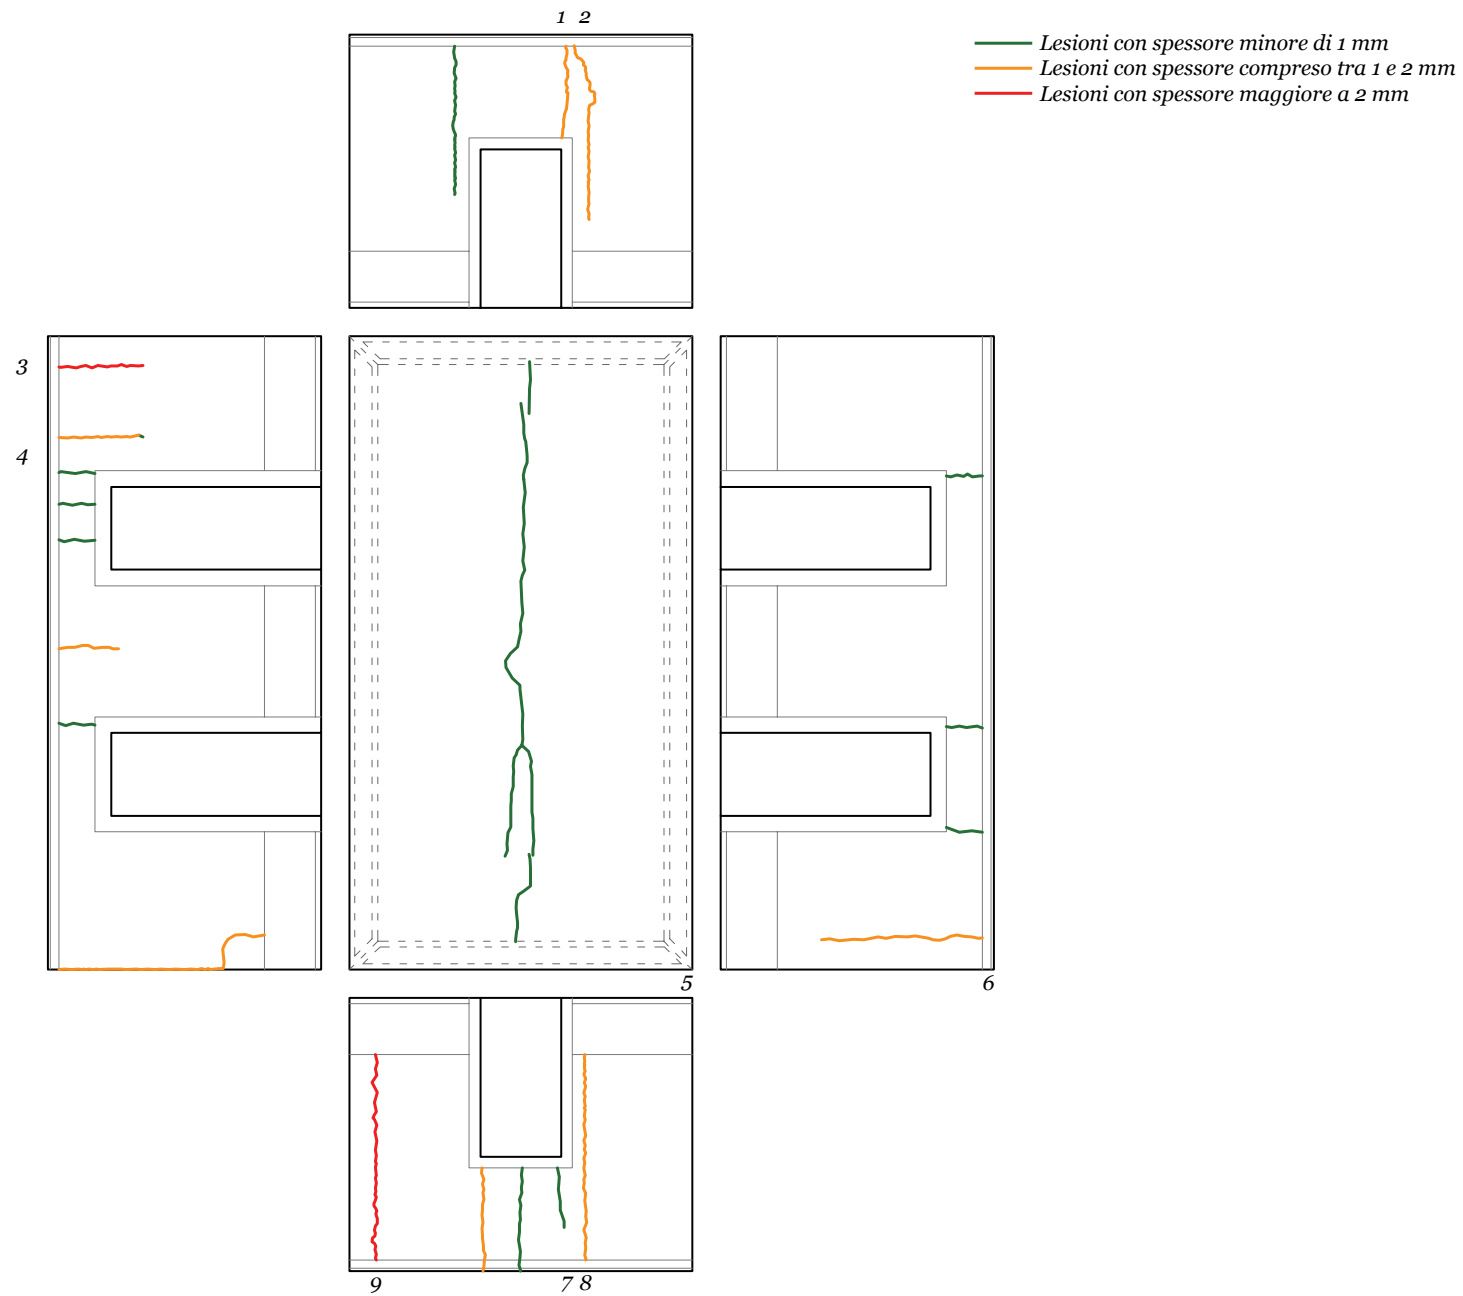 1 2
Lesioni con spessore minore di 1 mm
Lesioni con spessore compreso tra 1 e 2 mm
Lesioni con spessore maggiore a 2 mm
3
4
5
6
9
7 8